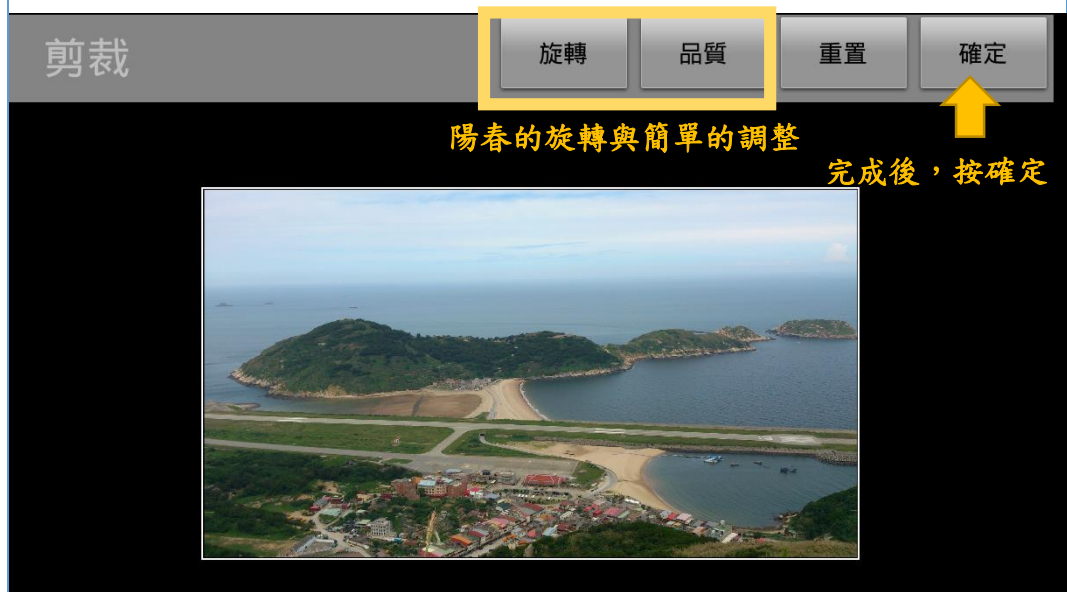 剪裁
旋轉
品質
重置
確定
陽春的旋轉與簡單的調整
完成後，按確定